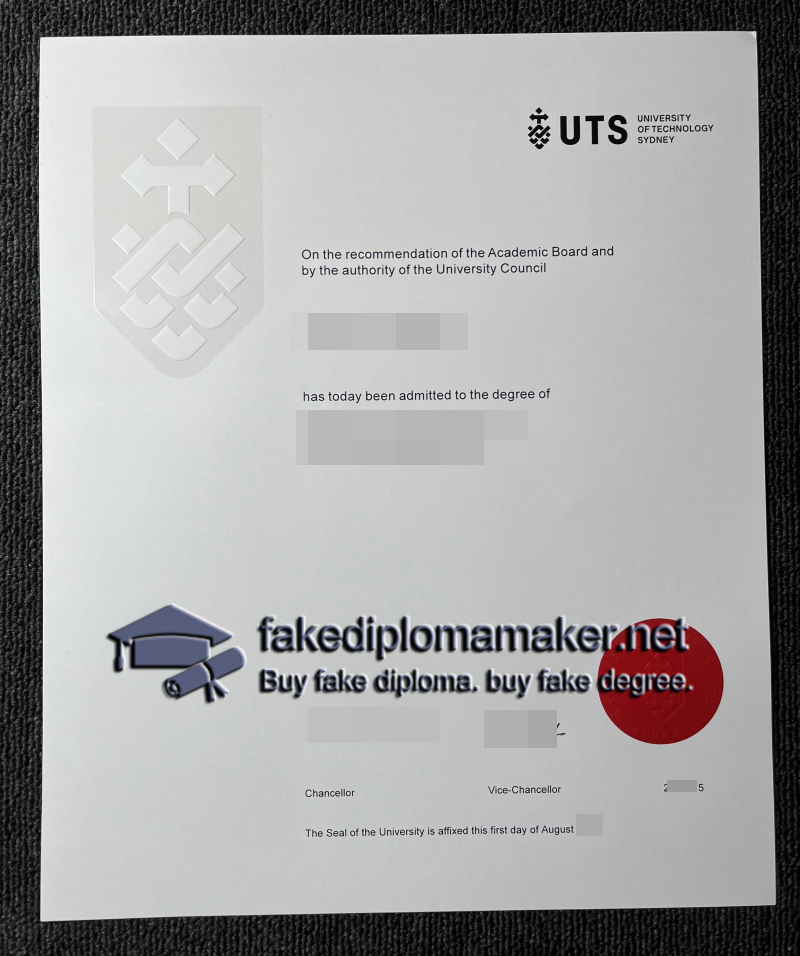 UTS
UNIVERSITY
OF TECHNOLOGY
SYDNEY
On the recommendation of the Academic Board and
by the authority of the University Council
has today been admitted to the degree of
fakediplomamaker.net
Buy fake diploma. buy fake degree.
Chancellor
Vice-Chancellor
2 5
The Seal of the University is affixed this first day of August